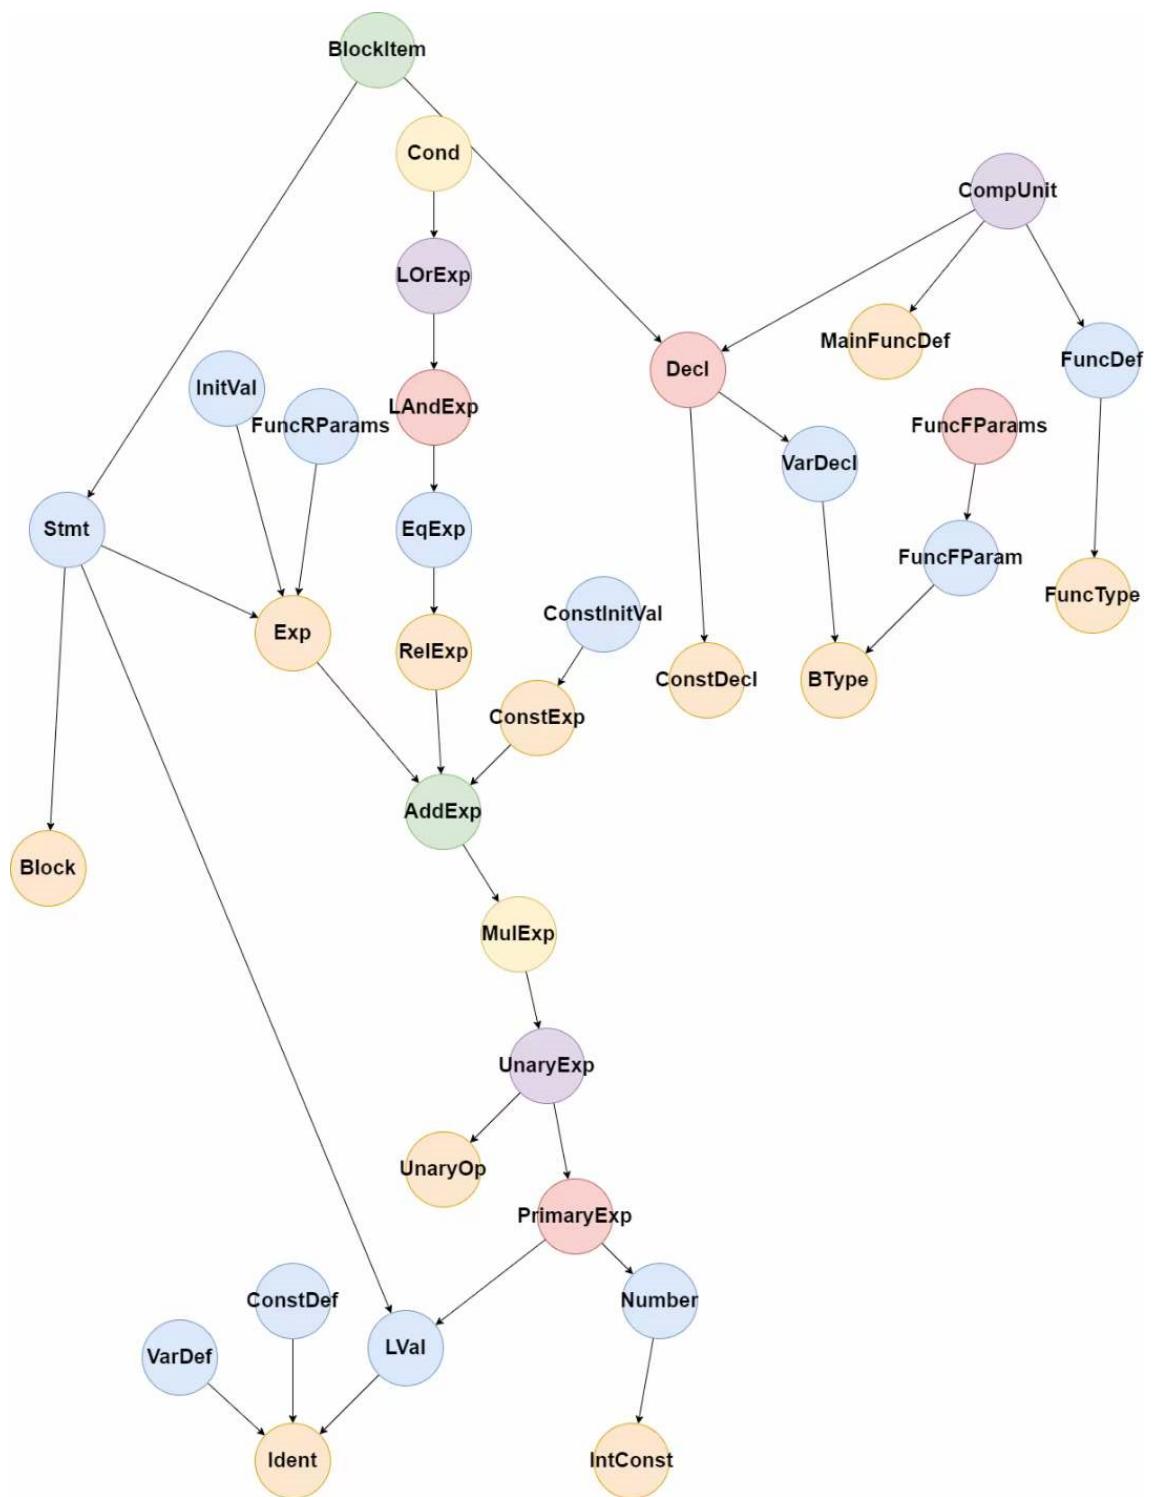 BlockItem
Cond
CompUnit
LOrExp
MainFuncDef
FuncDef
Decl
InitVal
LAndExp
FuncRParams
FuncFParams
VarDecl
Stmt
EqExp
FuncFParam
FuncType
ConstInitVal
Exp
RelExp
ConstDecl
BType
ConstExp
AddExp
Block
MulExp
UnaryExp
UnaryOp
PrimaryExp
ConstDef
Number
LVal
VarDef
Ident
IntConst